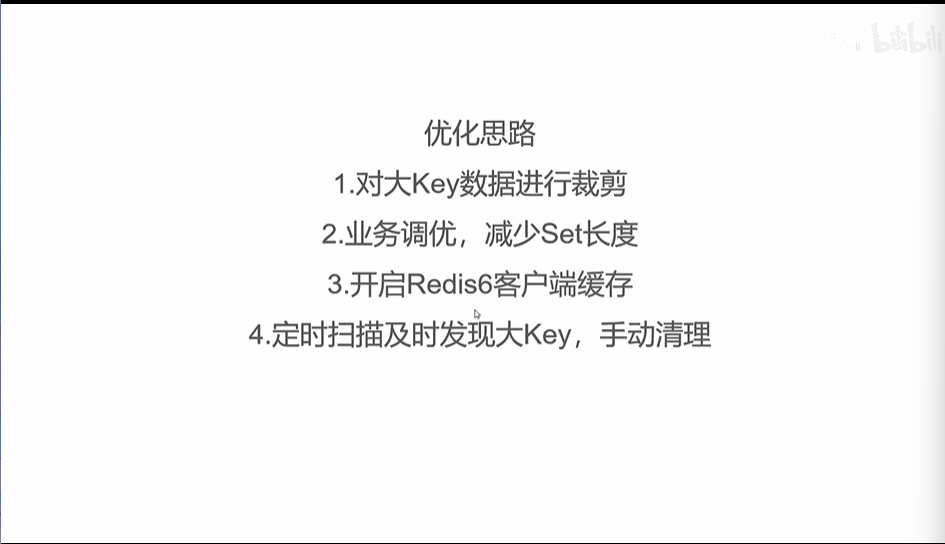 bilibili
优化思路
1.对大Key数据进行裁剪
2.业务调优，减少Set长度
3.开启Redis6客户端缓存
4.定时扫描及时发现大Key，手动清理